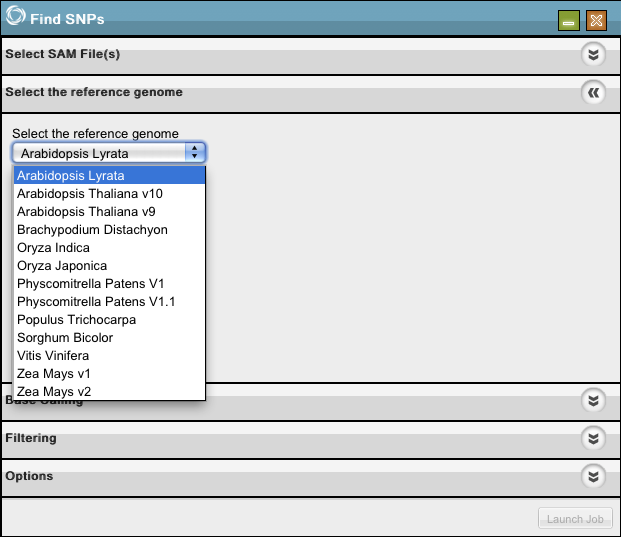 Find SNPs
Select SAM File(s)
Select the reference genome
Select the reference genome
Arabidopsis Lyrata
Arabidopsis Lyrata
Arabidopsis Thaliana v10
Arabidopsis Thaliana v9
Brachypodium Distachyon
Oryza Indica
Oryza Japonica
Physcomitrella Patens V1
Physcomitrella Patens V1.1
Populus Trichocarpa
Sorghum Bicolor
Vitis Vinifera
Zea Mays v1
Zea Mays v2
Base Calling
Filtering
Options
Launch Job